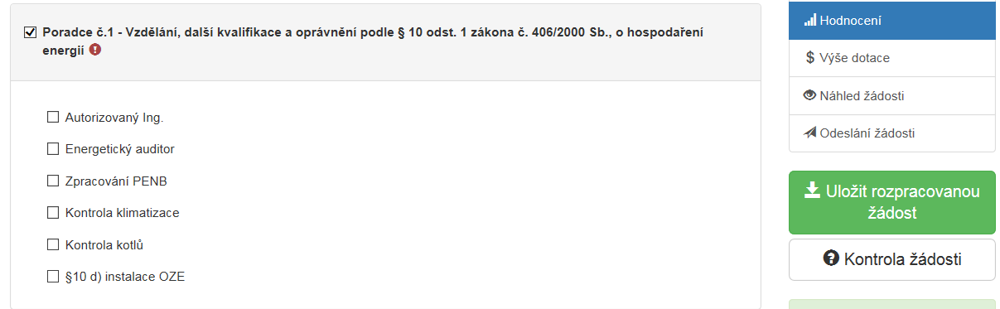 Poradce č.1 - Vzdělání, další kvalifikace a oprávnění podle § 10 odst. 1 zákona č. 406/2000 Sb., o hospodaření
energií
Autorizovaný Ing.
Energetický auditor
Zpracování PENB
Kontrola klimatizace
Kontrola kotlů
§10 d) instalace OZE
Hodnocení
Výše dotace
Náhled žádosti
Odeslání žádosti
Uložit rozpracovanou
žádost
Kontrola žádosti